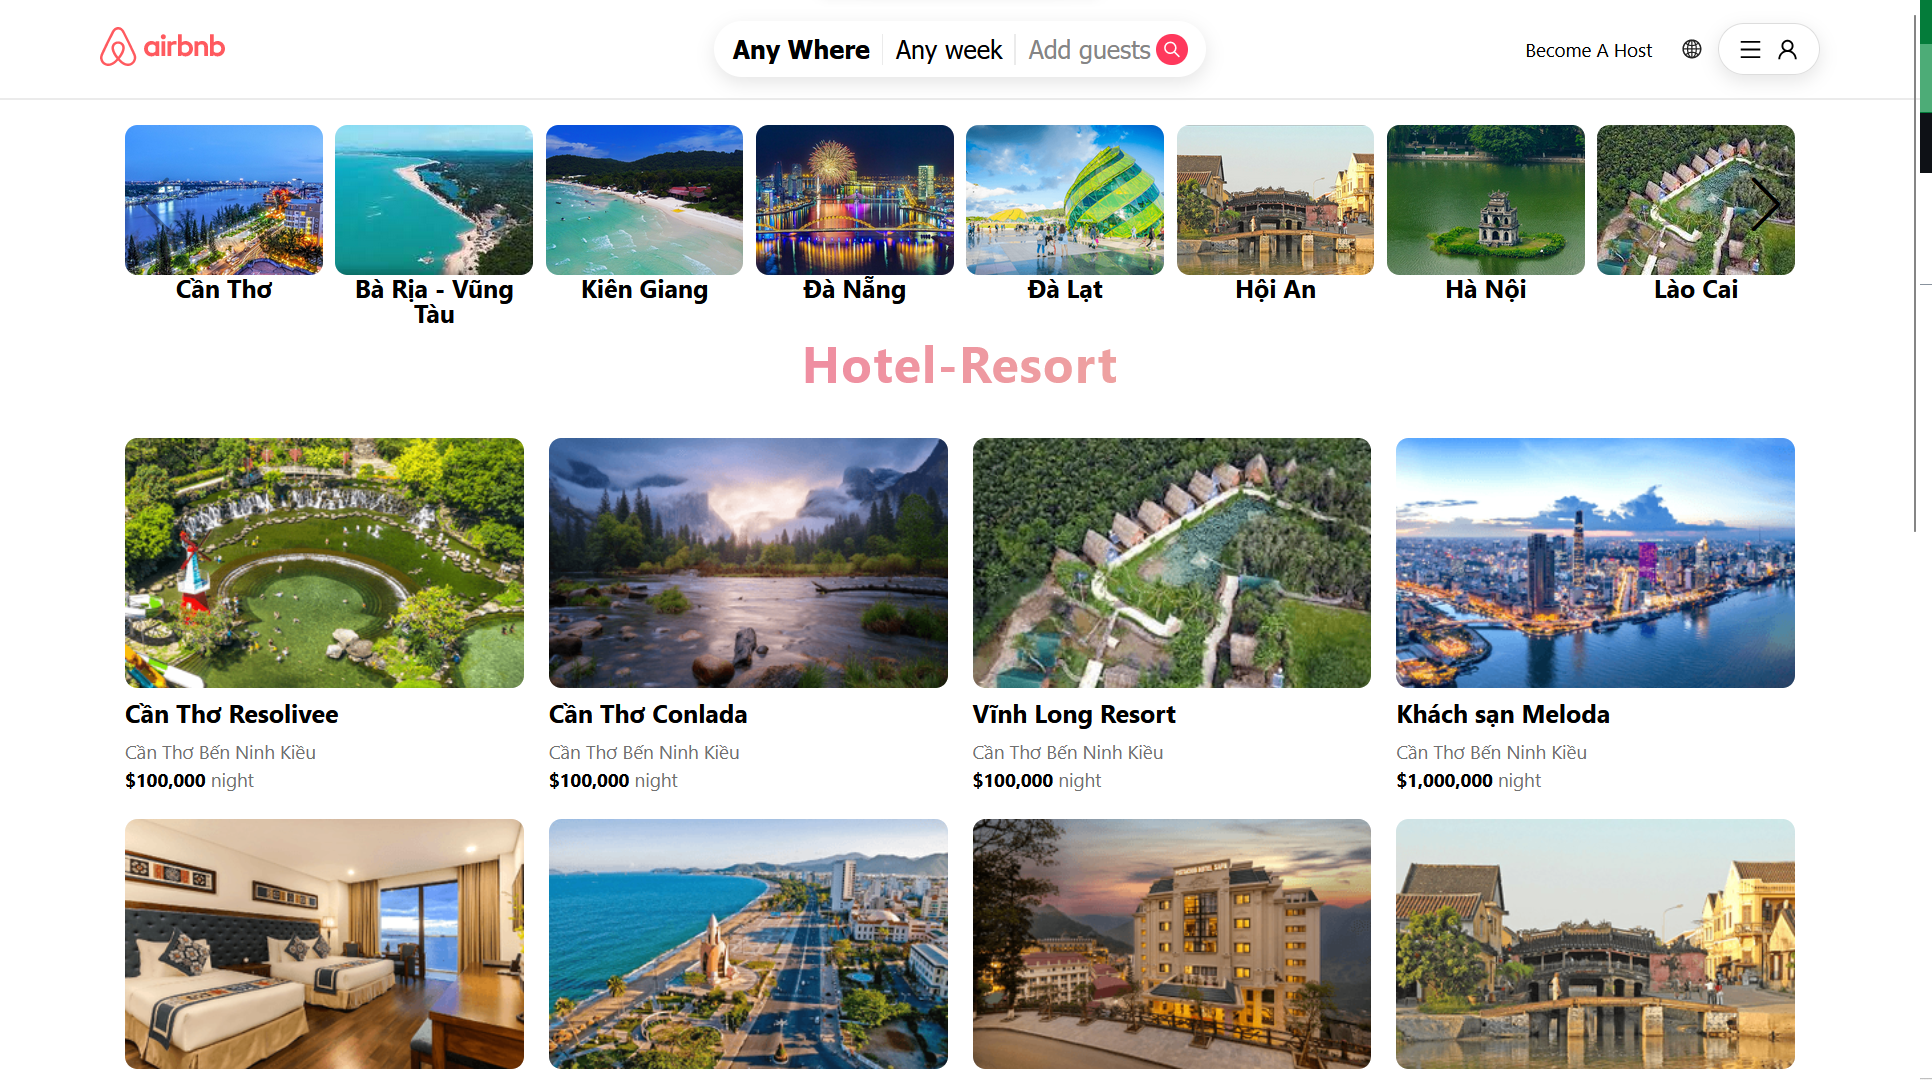 airbnb
Any Where Any week Add guests
Become A Host
Cần Thơ
Bà Rịa - Vũng
Tàu
Kiên Giang
Đà Nẵng
Đà Lạt
Hội An
Hà Nội
Lào Cai
Hotel-Resort
Cần Thơ Resolivee
Cần Thơ Bến Ninh Kiều
$100,000 night
Cần Thơ Conlada
Cần Thơ Bến Ninh Kiều
$100,000 night
Vĩnh Long Resort
Cần Thơ Bến Ninh Kiều
$100,000 night
Khách sạn Meloda
Cần Thơ Bến Ninh Kiều
$1,000,000 night